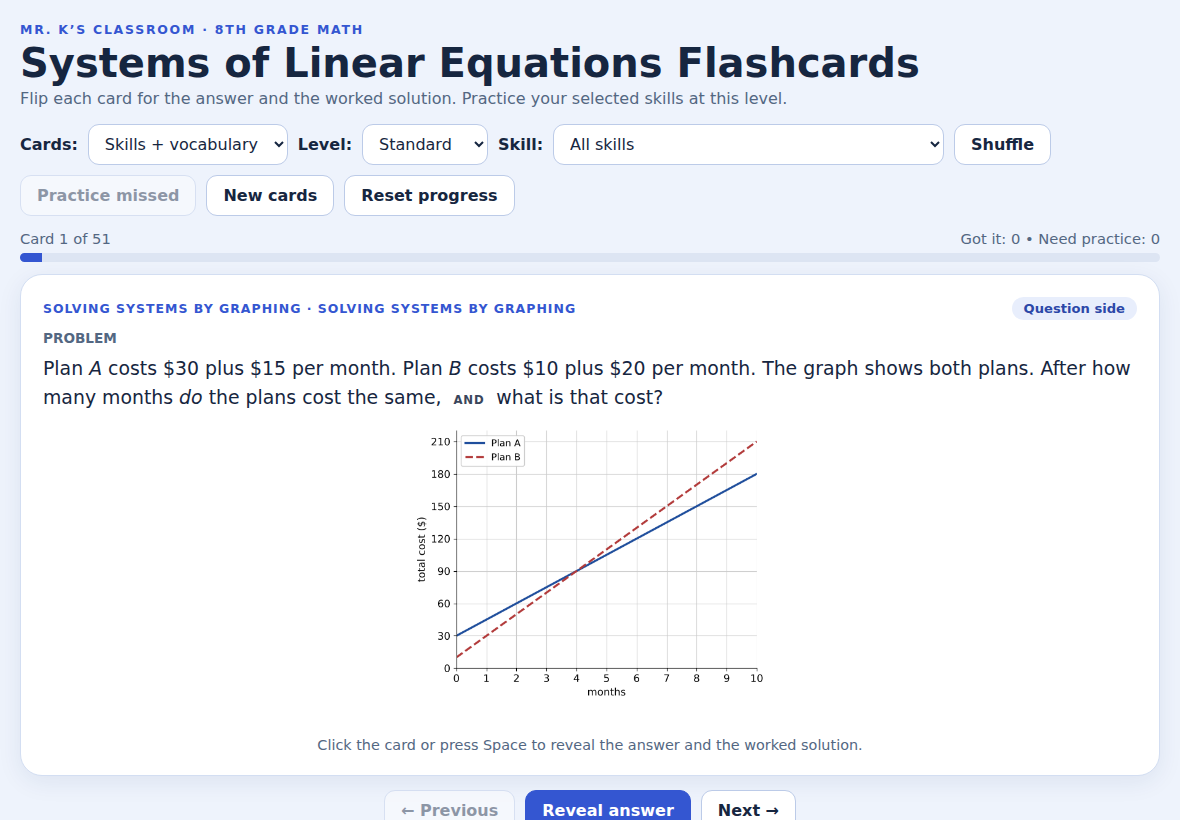 MR. K'S CLASSROOM · 8TH GRADE MATH
Systems of Linear Equations Flashcards
Flip each card for the answer and the worked solution. Practice your selected skills at this level.
Cards: Skills + vocabulary Level: Standard Skill: All skills Shuffle
Practice missed New cards Reset progress
Card 1 of 51 Got it: 0 • Need practice: 0
SOLVING SYSTEMS BY GRAPHING · SOLVING SYSTEMS BY GRAPHING Question side
PROBLEM
Plan A costs $30 plus $15 per month. Plan B costs $10 plus $20 per month. The graph shows both plans. After how
many months do the plans cost the same, AND what is that cost?
Plan A
Plan B
210
180
150
120
90
60
30
0
total cost ($)
0 1 2 3 4 5 6 7 8 9 10
months
Click the card or press Space to reveal the answer and the worked solution.
← Previous Reveal answer Next →